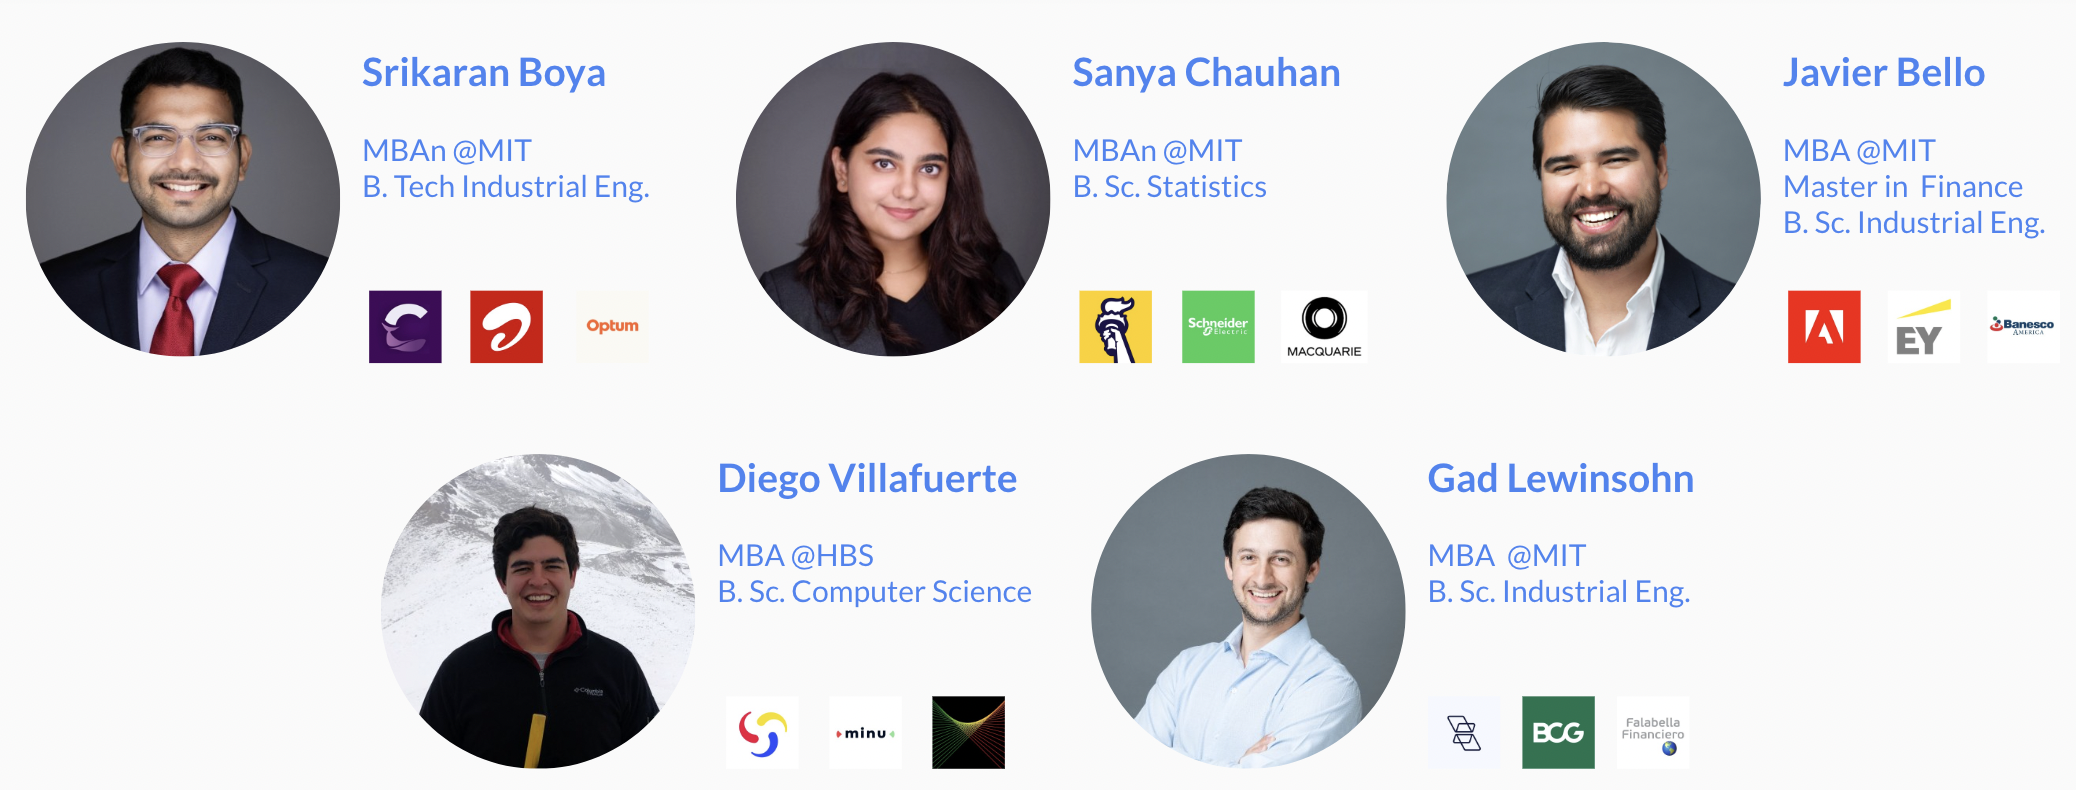 Srikaran Boya
MBAn @MIT
B. Tech Industrial Eng.
Optum
Sanya Chauhan
MBAn @MIT
B. Sc. Statistics
Schneider
Electric
MACQUARIE
Javier Bello
MBA @MIT
Master in  Finance
B. Sc. Industrial Eng.
EY
Banesco
AMERICA
Diego Villafuerte
MBA @HBS
B. Sc. Computer Science
Columbia
minu
Gad Lewinsohn
MBA  @MIT
B. Sc. Industrial Eng.
BCG
Falabella
Financiero